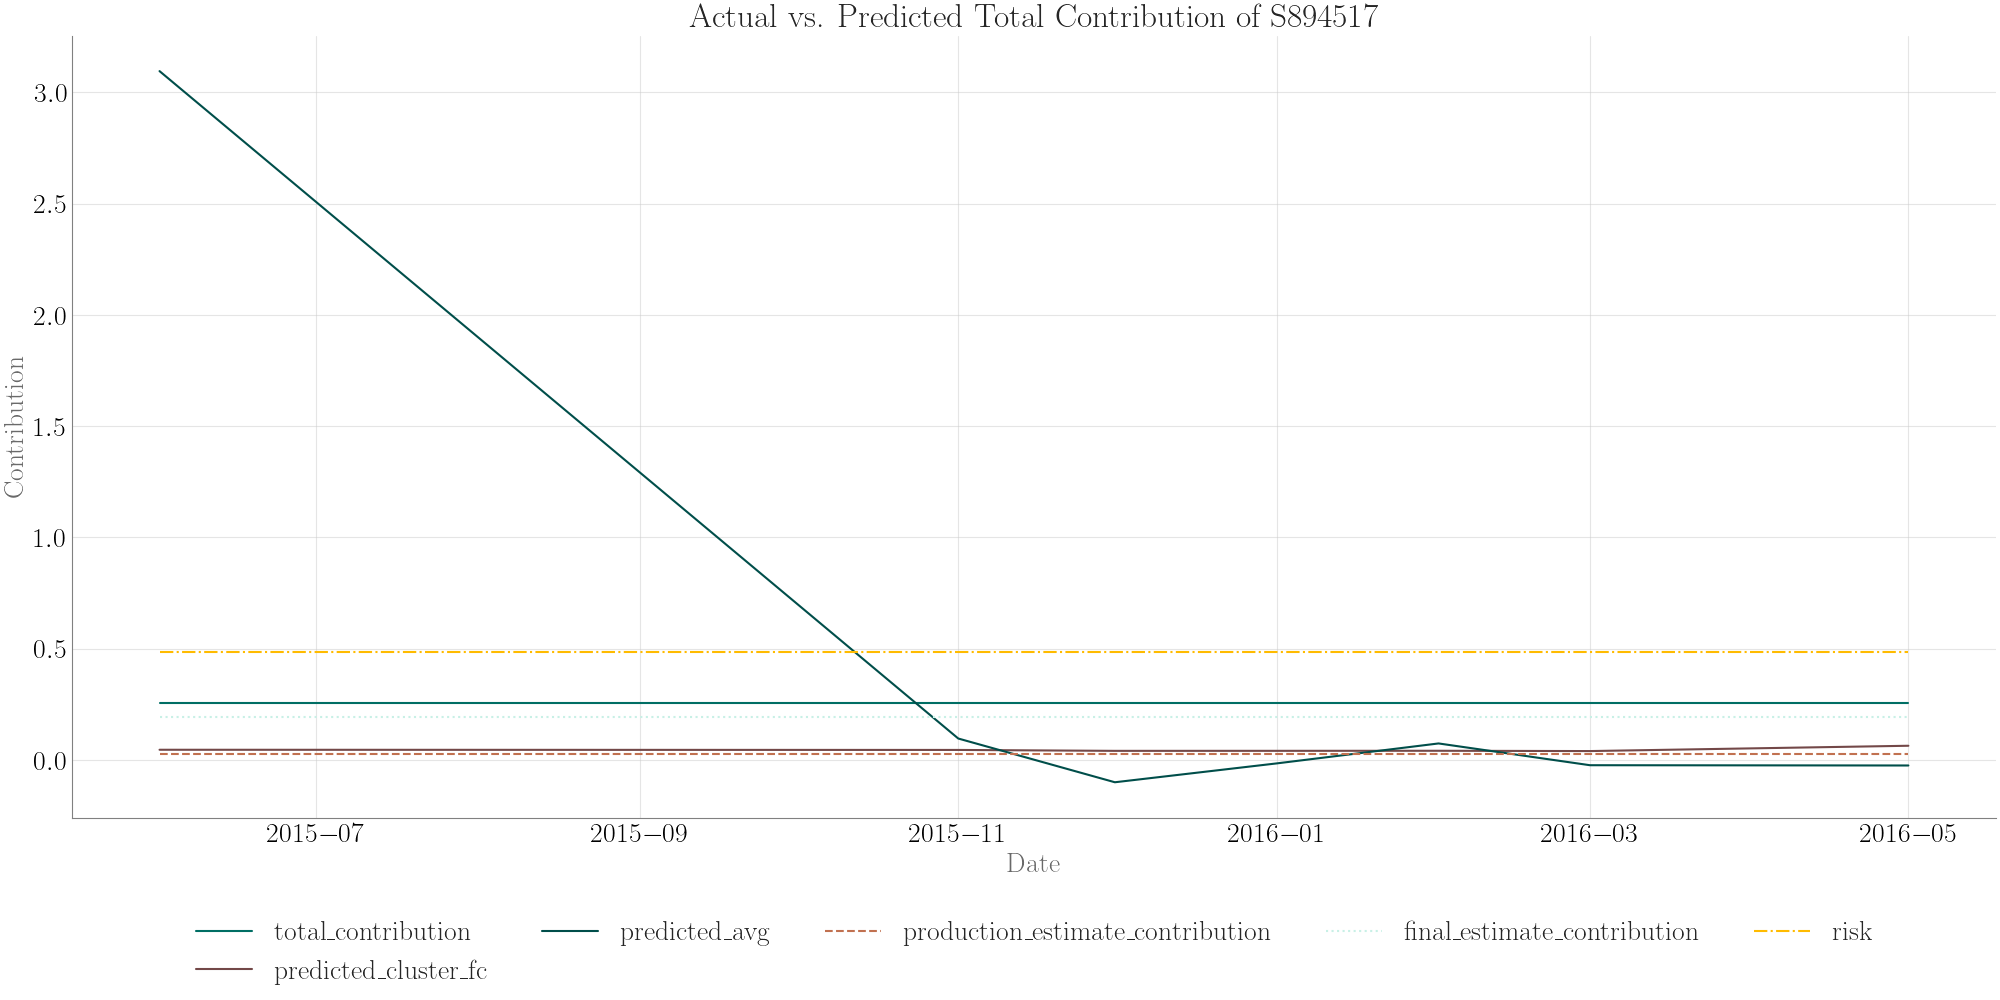 Actual vs. Predicted Total Contribution of S894517
Contribution
3.0
2.5
2.0
1.5
1.0
0.5
0.0
2015–07 2015–09 2015–11 2016–01 2016–03 2016–05
Date
total_contribution predicted_avg production_estimate_contribution final_estimate_contribution risk
predicted_cluster_fc